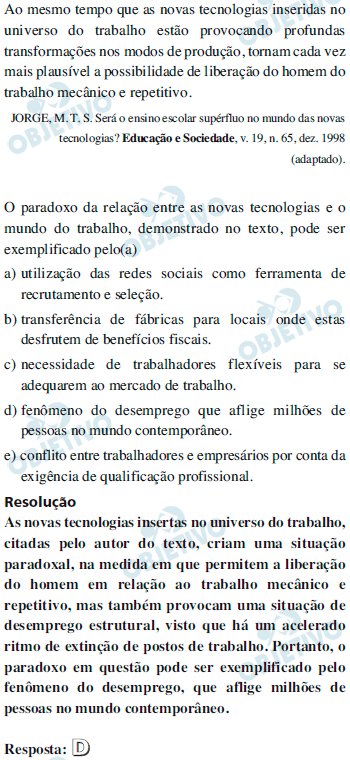 Ao mesmo tempo que as novas tecnologias inseridas no
universo do trabalho estão provocando profundas
transformações nos modos de produção, tornam cada vez
mais plausível a possibilidade de liberação do homem do
trabalho mecânico e repetitivo.
JORGE, M. T. S. Será o ensino escolar supérfluo no mundo das novas
tecnologias? Educação e Sociedade, v. 19, n. 65, dez. 1998
(adaptado).
O paradoxo da relação entre as novas tecnologias e o
mundo do trabalho, demonstrado no texto, pode ser
exemplificado pelo(a)
a) utilização das redes sociais como ferramenta de
recrutamento e seleção.
b) transferência de fábricas para locais onde estas
desfrutem de benefícios fiscais.
c) necessidade de trabalhadores flexíveis para se
adequarem ao mercado de trabalho.
d) fenômeno do desemprego que aflige milhões de
pessoas no mundo contemporâneo.
e) conflito entre trabalhadores e empresários por conta da
exigência de qualificação profissional.
Resolução
As novas tecnologias insertas no universo do trabalho,
citadas pelo autor do texto, criam uma situação
paradoxal, na medida em que permitem a liberação
do homem em relação ao trabalho mecânico e
repetitivo, mas também provocam uma situação de
desemprego estrutural, visto que há um acelerado
ritmo de extinção de postos de trabalho. Portanto, o
paradoxo em questão pode ser exemplificado pelo
fenômeno do desemprego, que aflige milhões de
pessoas no mundo contemporâneo.
Resposta: D
OBJETIVO
OBJETIVO
OBJETIVO
OBJETIVO
OBJETIVO
OBJETIVO
OBJETIVO